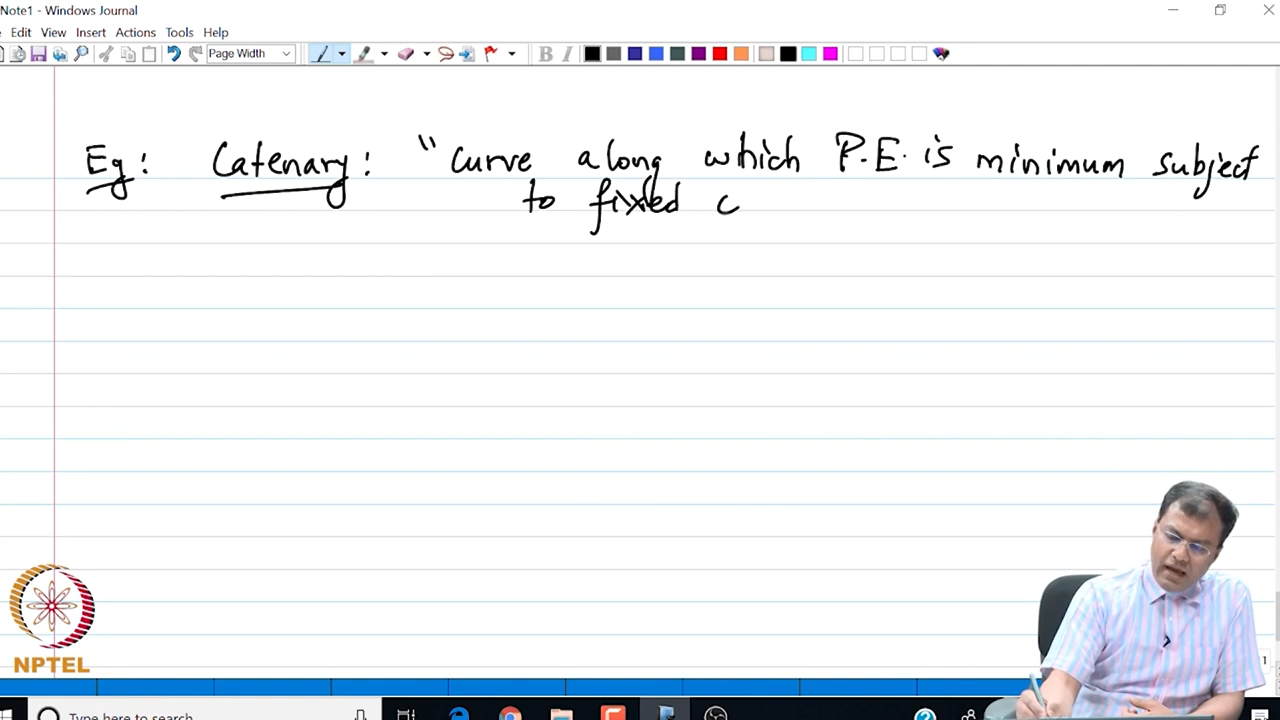 Note1 - Windows Journal
Edit View Insert Actions Tools Help
Page Width
B I
Eg: Catenary: "Curve along which P.E. is minimum subject
to fixed c
NPTEL
1
Type here to search